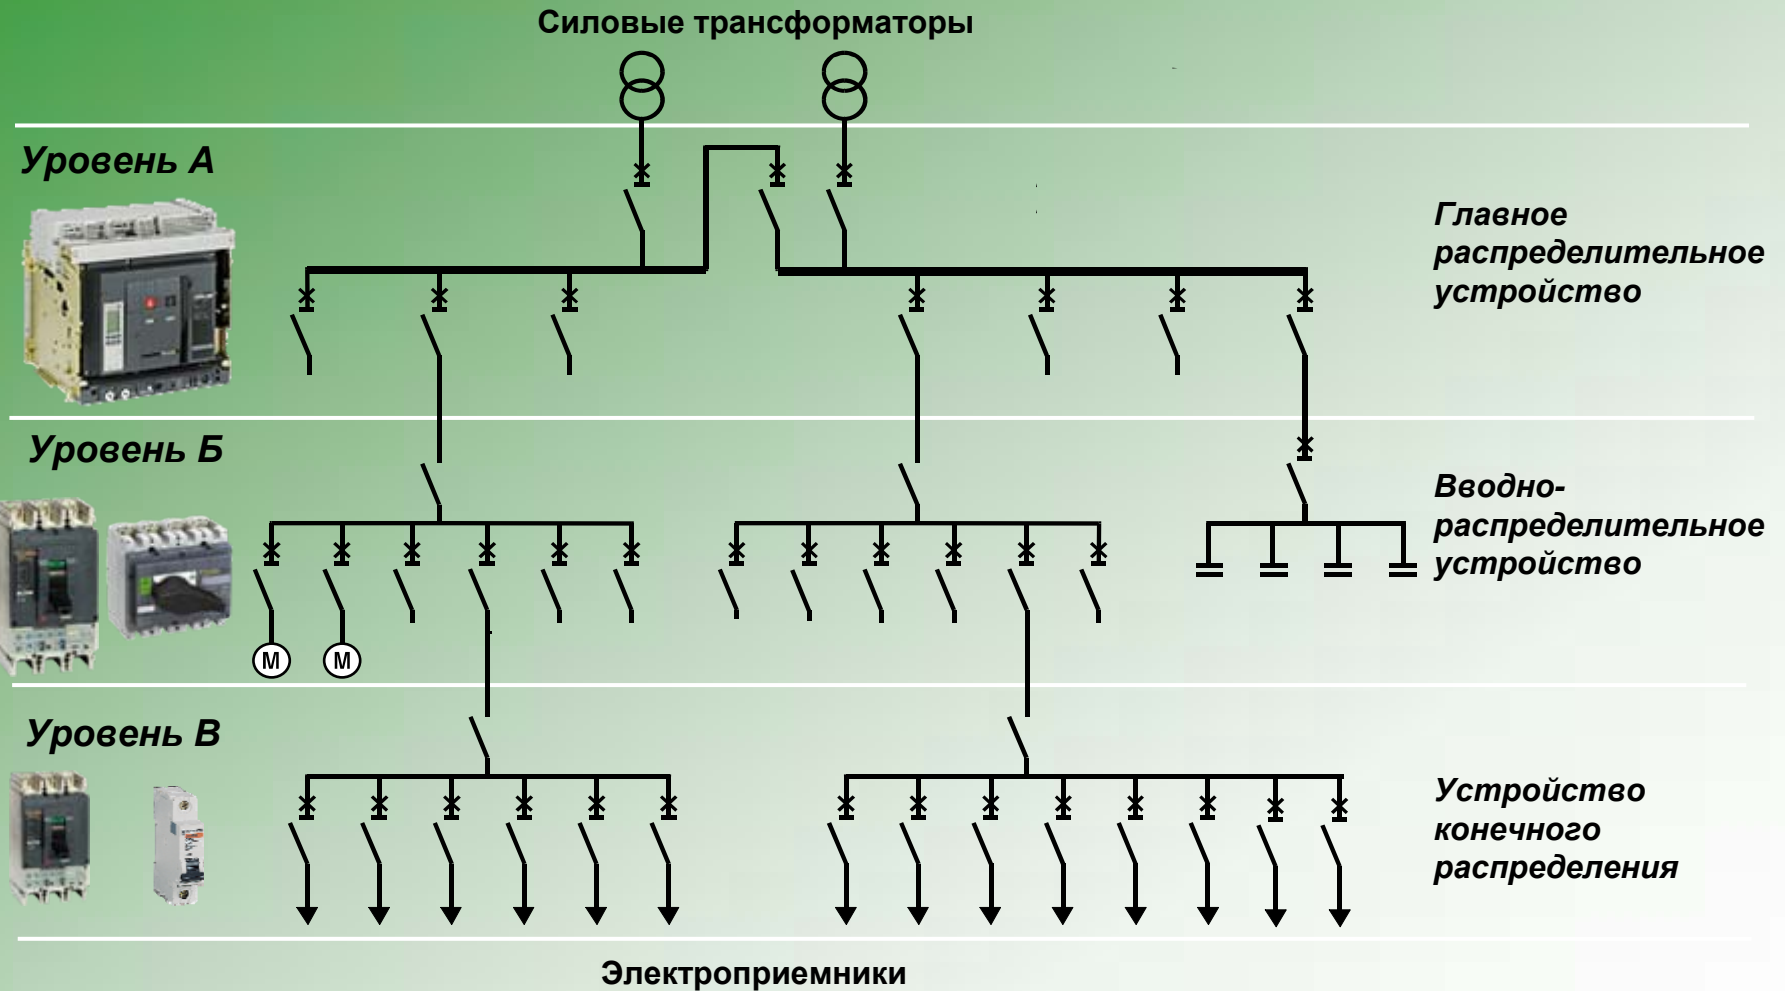 Силовые трансформаторы
Уровень А
Главное
распределительное
устройство
Уровень Б
Вводно-
распределительное
устройство
М
М
Уровень В
Устройство
конечного
распределения
Электроприемники